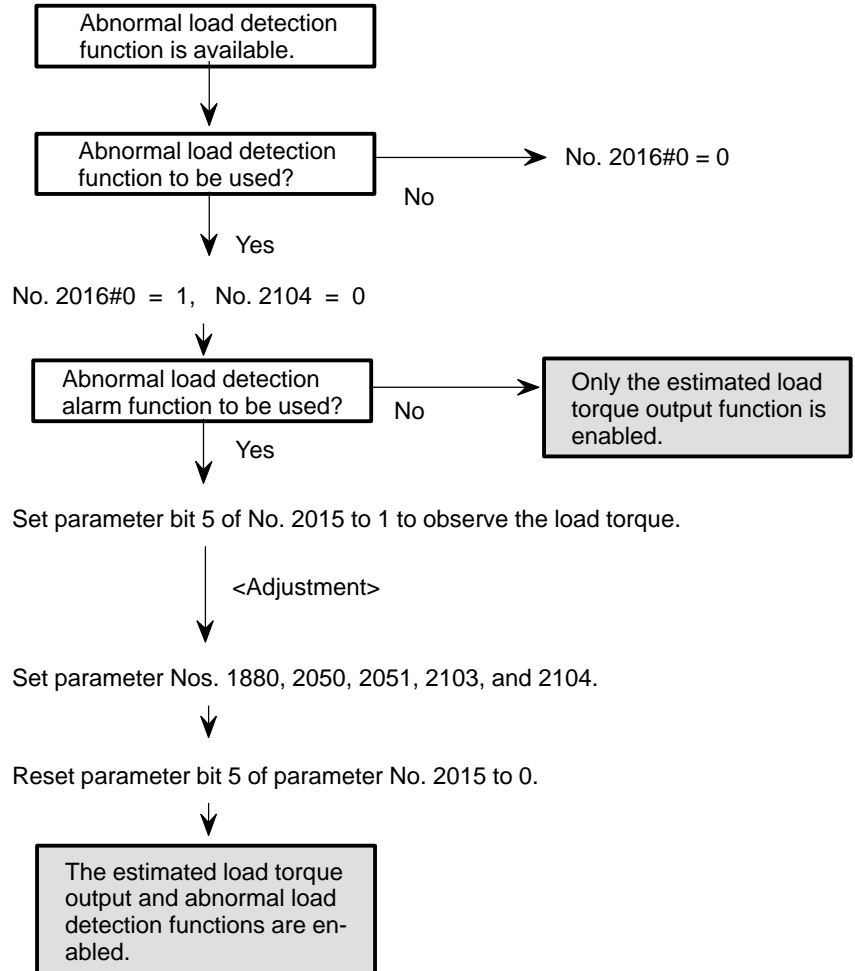 Abnormal load detection
function is available.
Abnormal load detection
function to be used?
No. 2016#0 = 0
No
Yes
No. 2016#0 = 1, No. 2104 = 0
Abnormal load detection
alarm function to be used?
No
Only the estimated load
torque output function is
enabled.
Yes
Set parameter bit 5 of No. 2015 to 1 to observe the load torque.
<Adjustment>
Set parameter Nos. 1880, 2050, 2051, 2103, and 2104.
Reset parameter bit 5 of parameter No. 2015 to 0.
The estimated load torque
output and abnormal load
detection functions are en-
abled.